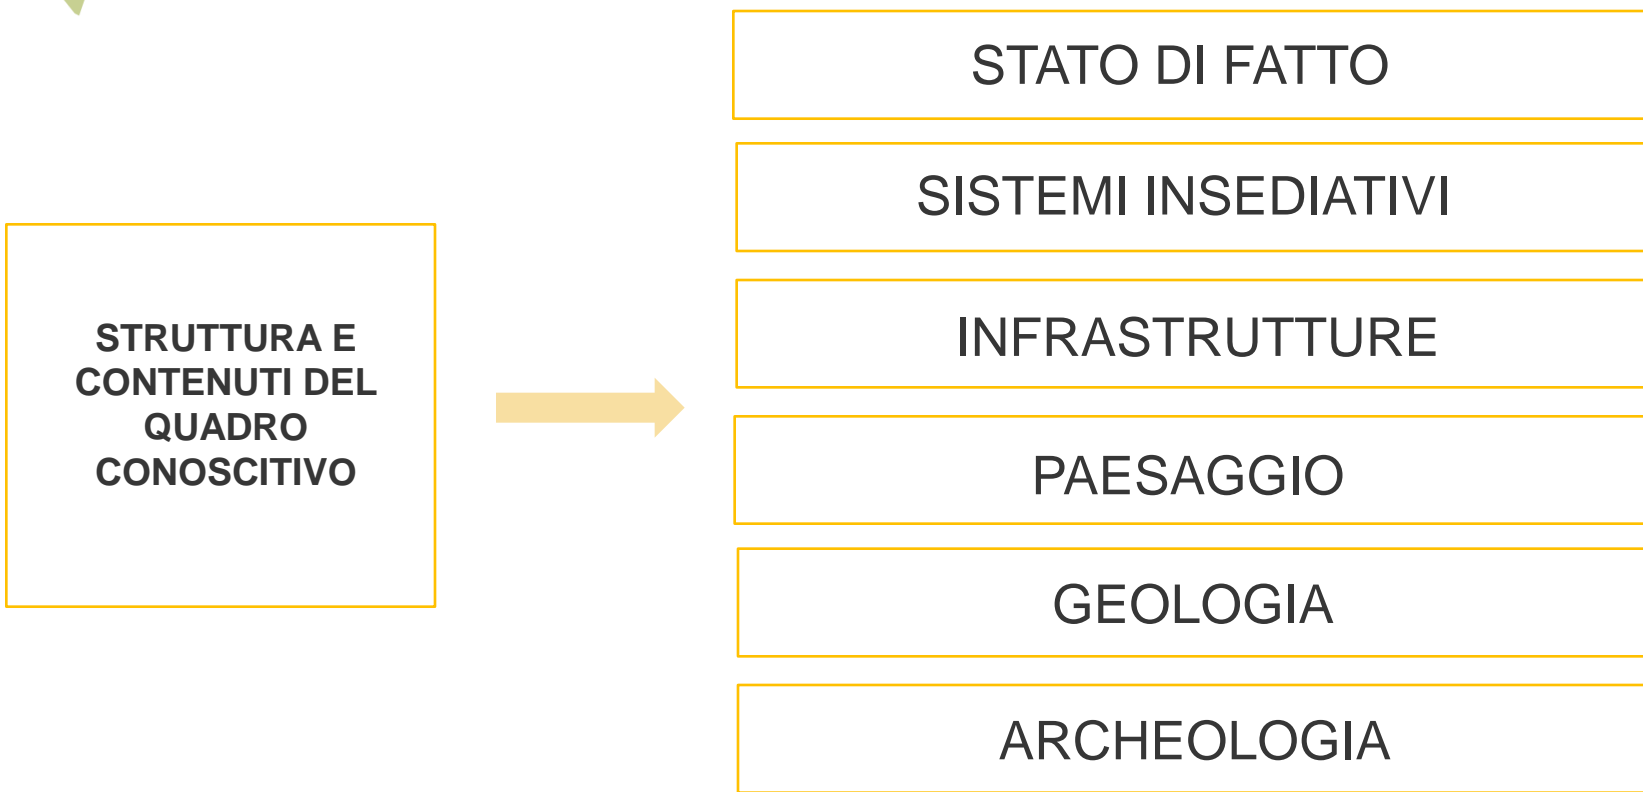 STRUTTURA E
CONTENUTI DEL
QUADRO
CONOSCITIVO
STATO DI FATTO
SISTEMI INSEDIATIVI
INFRASTRUTTURE
PAESAGGIO
GEOLOGIA
ARCHEOLOGIA